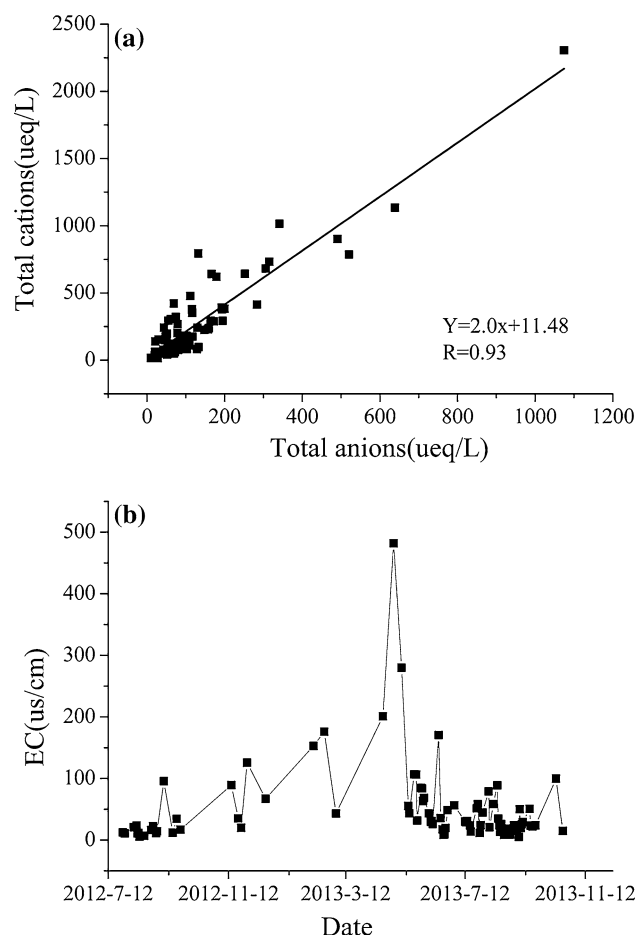 (a)
2500
2000
1500
1000
500
0
Total cations(ueq/L)
Y=2.0x+11.48
R=0.93
0 200 400 600 800 1000 1200
Total anions(ueq/L)
(b)
500
400
300
200
100
0
EC(us/cm)
2012-7-12 2012-11-12 2013-3-12 2013-7-12 2013-11-12
Date